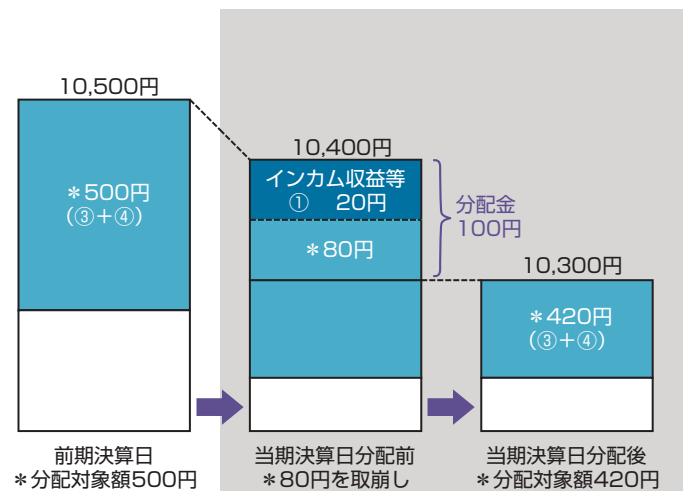 10,500円
＊500円
（③＋④）
10,400円
インカム収益等
① 20円
＊80円
分配金
100円
10,300円
＊420円
（③＋④）
前期決算日
＊分配対象額500円
当期決算日分配前
＊80円を取崩し
当期決算日分配後
＊分配対象額420円